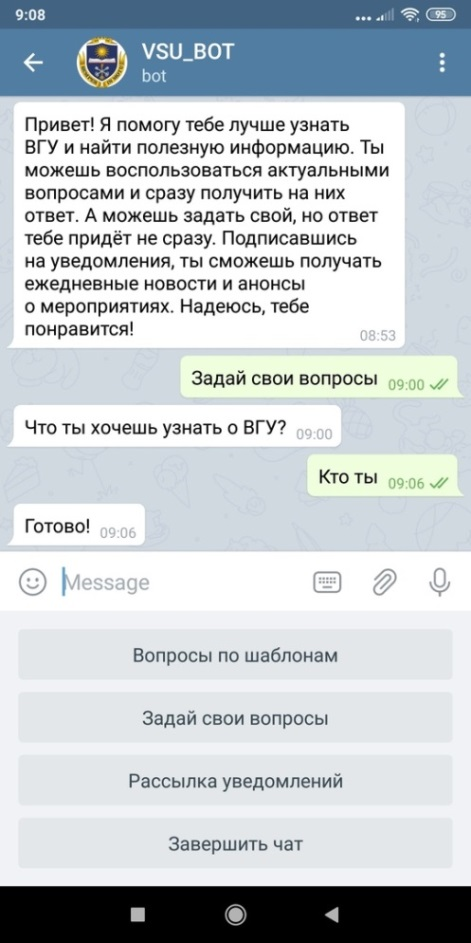 9:08
95
VSU_BOT
bot
Привет! Я помогу тебе лучше узнать
ВГУ и найти полезную информацию. Ты
можешь воспользоваться актуальными
вопросами и сразу получить на них
ответ. А можешь задать свой, но ответ
тебе придёт не сразу. Подписавшись
на уведомления, ты сможешь получать
ежедневные новости и анонсы
о мероприятиях. Надеюсь, тебе
понравится!
08:53
Задай свои вопросы 09:00
Что ты хочешь узнать о ВГУ? 09:00
Кто ты 09:06
Готово! 09:06
Message
Вопросы по шаблонам
Задай свои вопросы
Рассылка уведомлений
Завершить чат